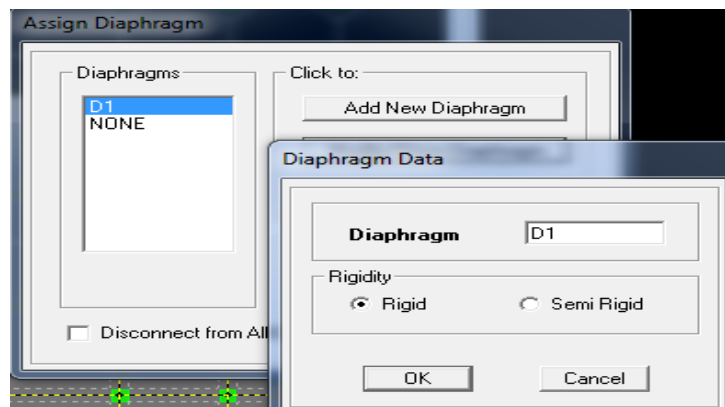 Assign Diaphragm
Diaphragms
D1
NONE
Click to:
Add New Diaphragm
Disconnect from All
Diaphragm Data
Diaphragm
D1
Rigidity
Rigid
Semi Rigid
OK
Cancel